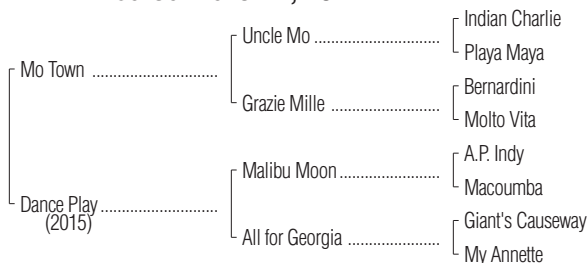 Indian Charlie
Uncle Mo
Playa Maya
Mo Town
Bernardini
Grazie Mille
Molto Vita
A.P. Indy
Malibu Moon
Macoumba
Dance Play
(2015)
Giant's Causeway
All for Georgia
My Annette